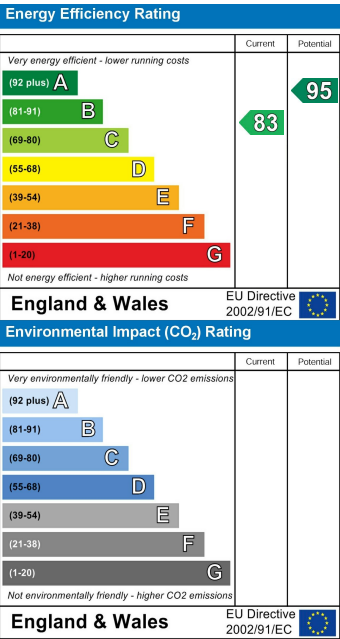 Energy Efficiency Rating
Current Potential
Very energy efficient - lower running costs
(92 plus) A
95
(81-91) B
83
(69-80) C
(55-68) D
(39-54) E
(21-38) F
(1-20) G
Not energy efficient - higher running costs
England & Wales
EU Directive
2002/91/EC
Environmental Impact (CO₂) Rating
Current Potential
Very environmentally friendly - lower CO2 emissions
(92 plus) A
(81-91) B
(69-80) C
(55-68) D
(39-54) E
(21-38) F
(1-20) G
Not environmentally friendly - higher CO2 emissions
England & Wales
EU Directive
2002/91/EC